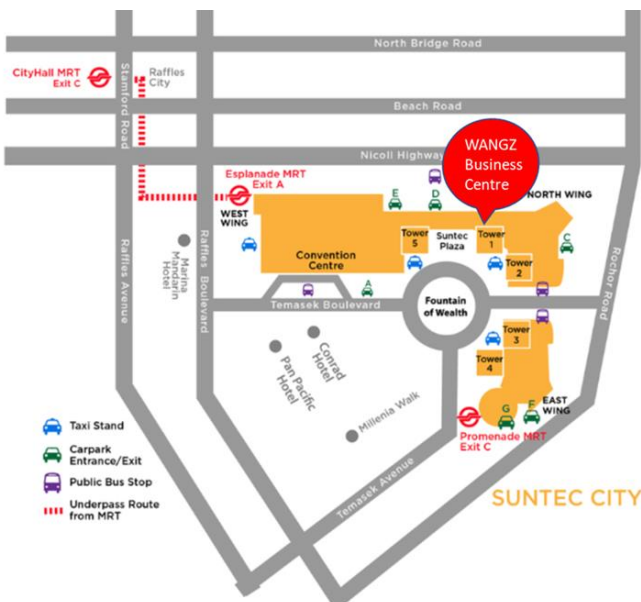 North Bridge Road
CityHall MRT
Exit C
Raffles
City
Stamford Road
Beach Road
Nicoll Highway
WANGZ
Business
Centre
Esplanade MRT
Exit A
WEST
WING
NORTH WING
E
D
C
Tower
5
Suntec
Plaza
Tower
1
Tower
2
Convention
Centre
A
Raffles Avenue
Marina
Mandarin
Hotel
Raffles Boulevard
Temasek Boulevard
Fountain
of Wealth
Rochor Road
Conrad
Hotel
Pan Pacific
Hotel
Tower
3
Tower
4
EAST
WING
G
F
Millenia Walk
Promenade MRT
Exit C
Temasek Avenue
Taxi Stand
Carpark
Entrance/Exit
Public Bus Stop
Underpass Route
from MRT
SUNTEC CITY